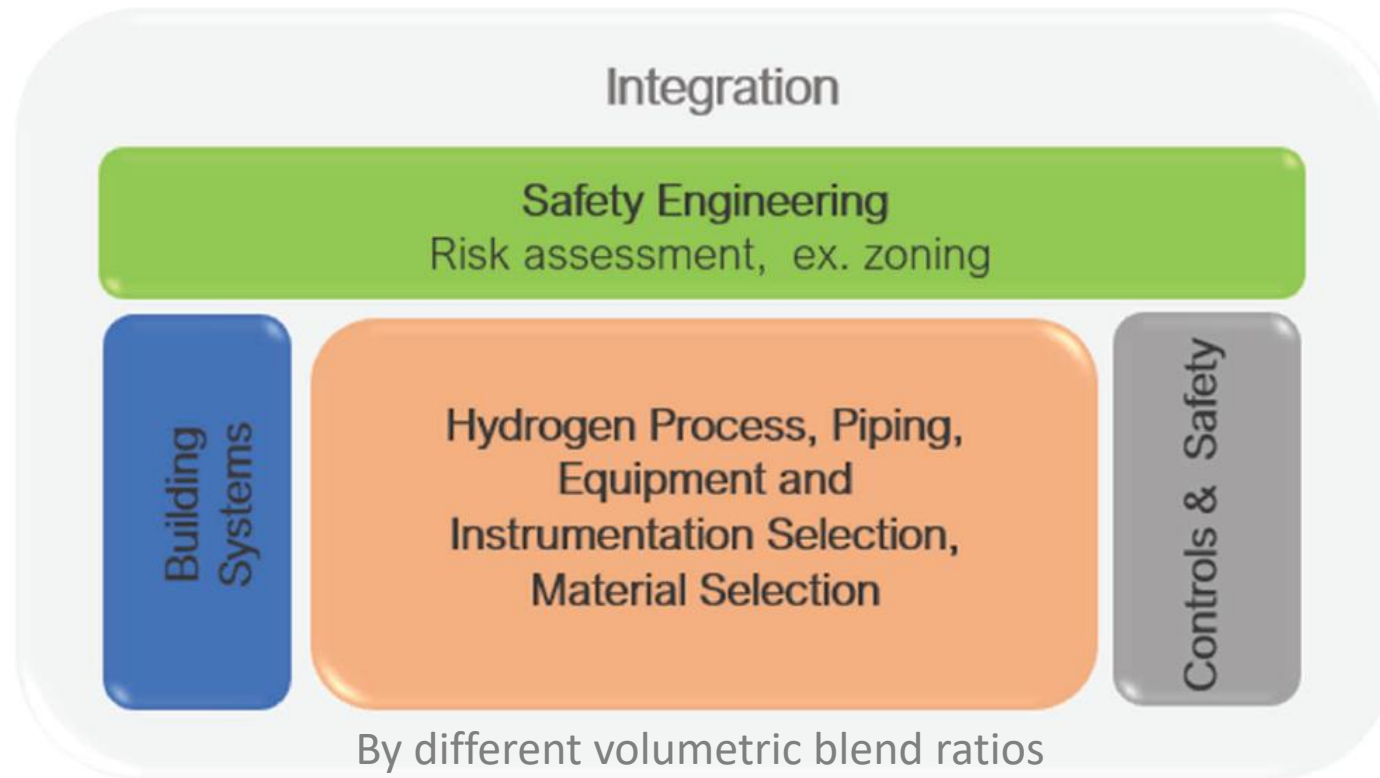 Integration
Safety Engineering
Risk assessment, ex. zoning
Building
Systems
Hydrogen Process, Piping,
Equipment and
Instrumentation Selection,
Material Selection
Controls & Safety
By different volumetric blend ratios